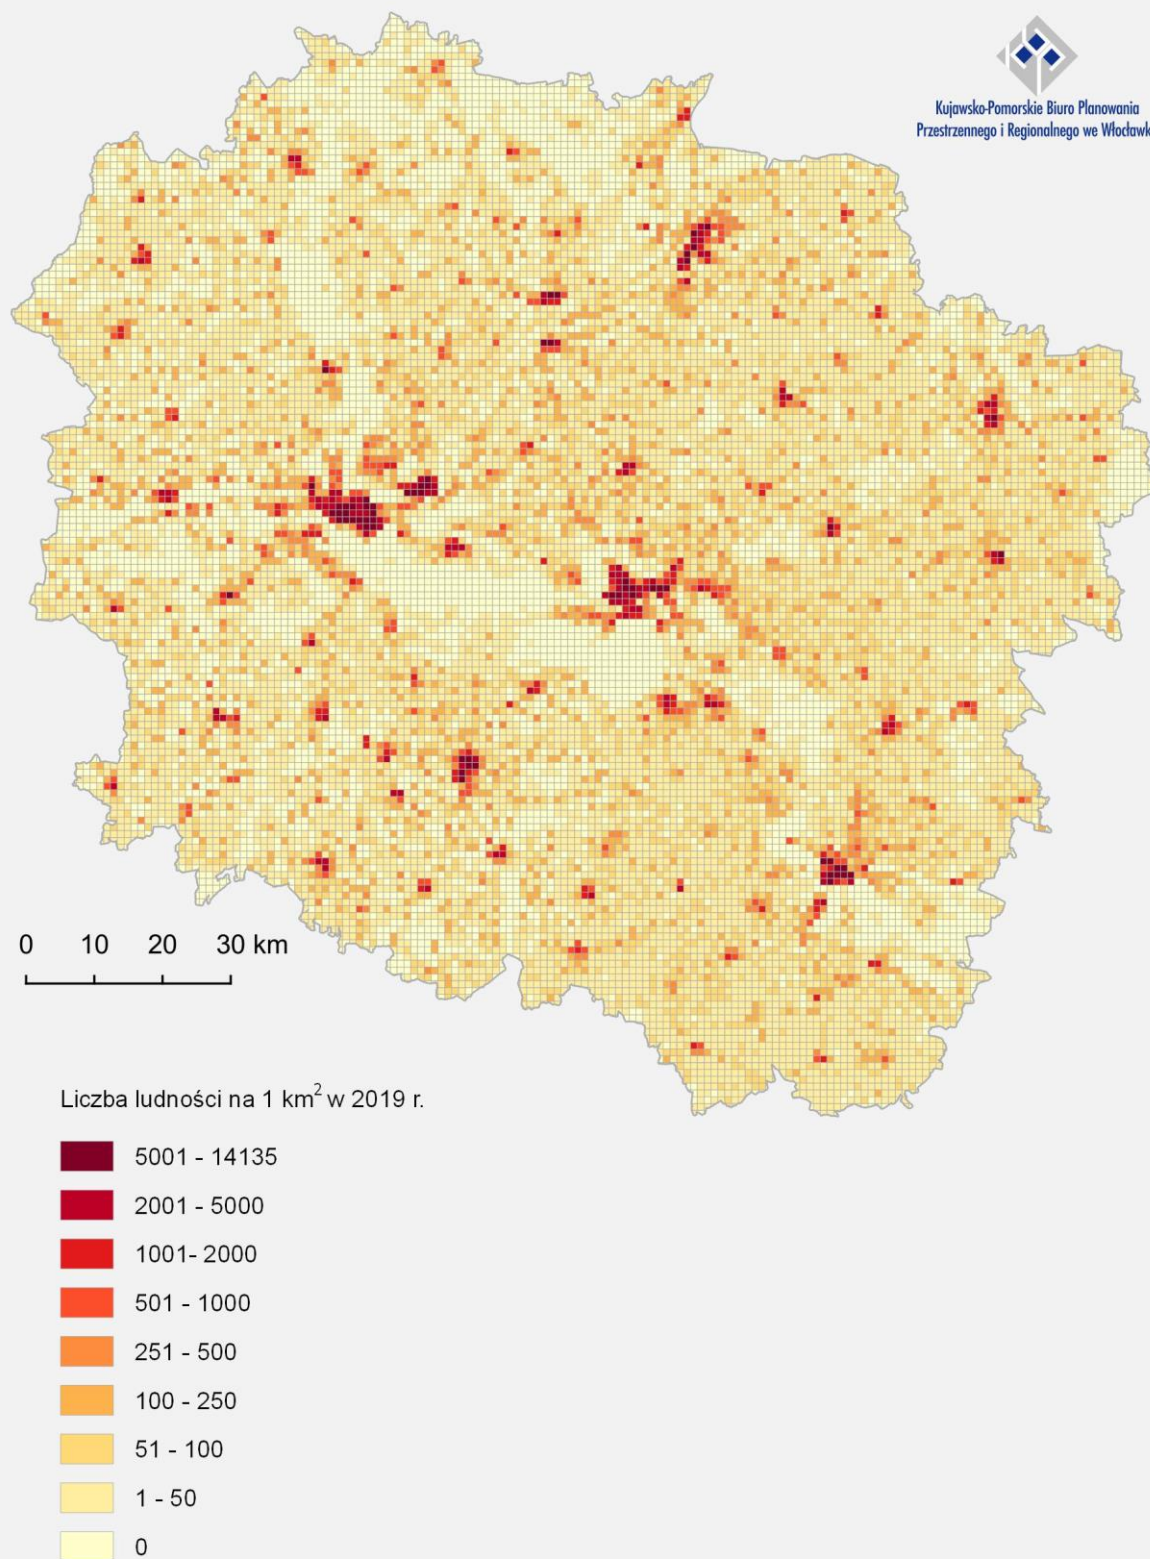 Kujawsko-Pomorskie Biuro Planowania
Przestrzennego i Regionalnego we Włocławk
0 10 20 30 km
Liczba ludności na 1 km² w 2019 r.
5001 - 14135
2001 - 5000
1001- 2000
501 - 1000
251 - 500
100 - 250
51 - 100
1 - 50
0